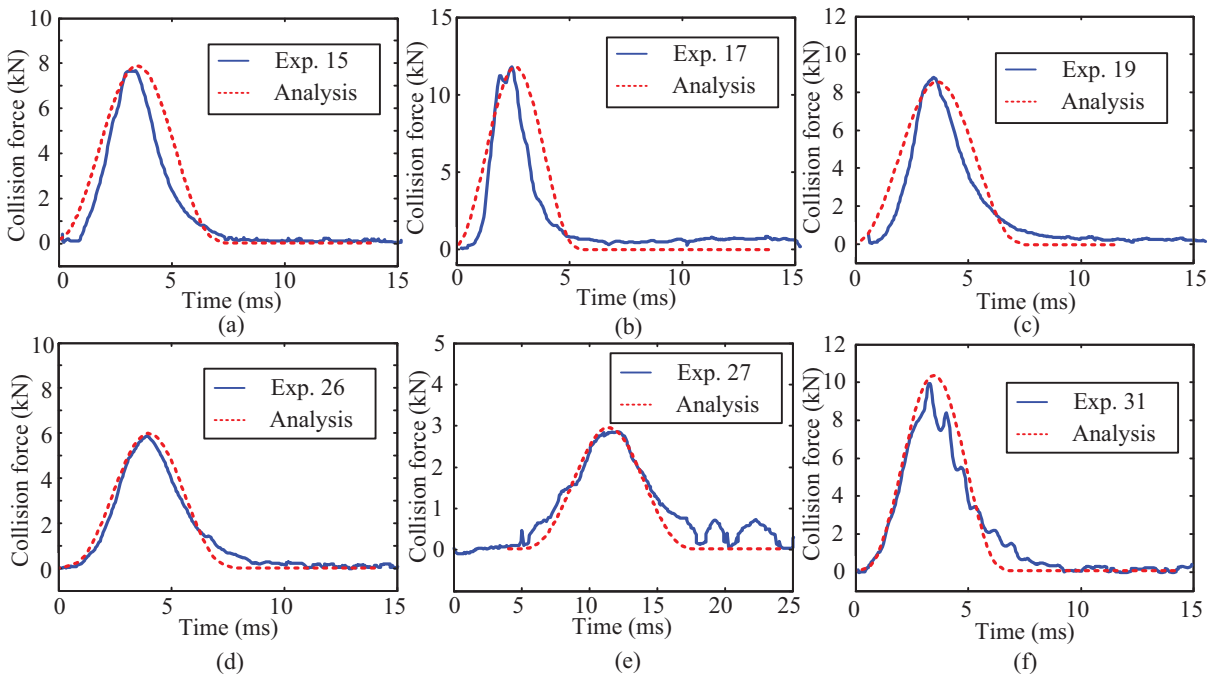 Collision force (kN)
10
8
6
4
2
0
0 5 10 15
Time (ms)
Exp. 15
Analysis
(a)
Collision force (kN)
15
10
5
0
0 5 10 15
Time (ms)
Exp. 17
Analysis
(b)
Collision force (kN)
12
10
8
6
4
2
0
0 5 10 15
Time (ms)
Exp. 19
Analysis
(c)
Collision force (kN)
10
8
6
4
2
0
0 5 10 15
Time (ms)
Exp. 26
Analysis
(d)
Collision force (kN)
5
4
3
2
1
0
0 5 10 15 20 25
Time (ms)
Exp. 27
Analysis
(e)
Collision force (kN)
12
10
8
6
4
2
0
0 5 10 15
Time (ms)
Exp. 31
Analysis
(f)